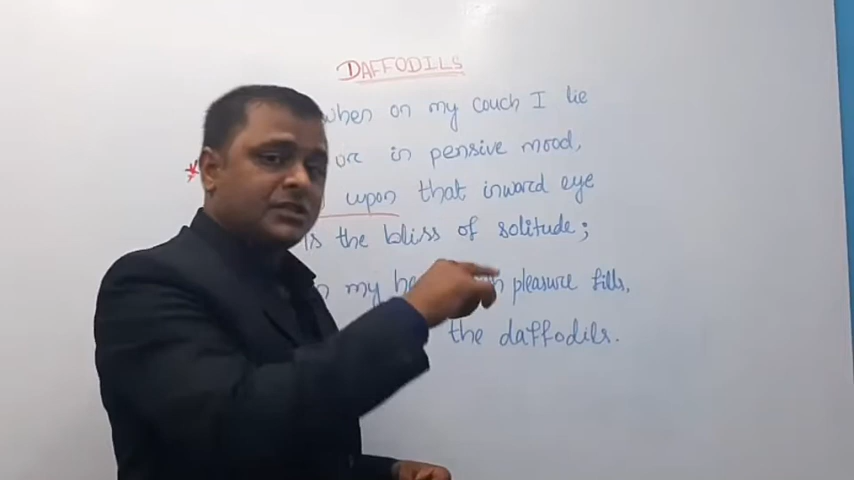 DAFFODILS
when on my couch I lie
or in pensive mood,
upon that inward eye
is the bliss of solitude;
my pleasure fills.
the daffodils.